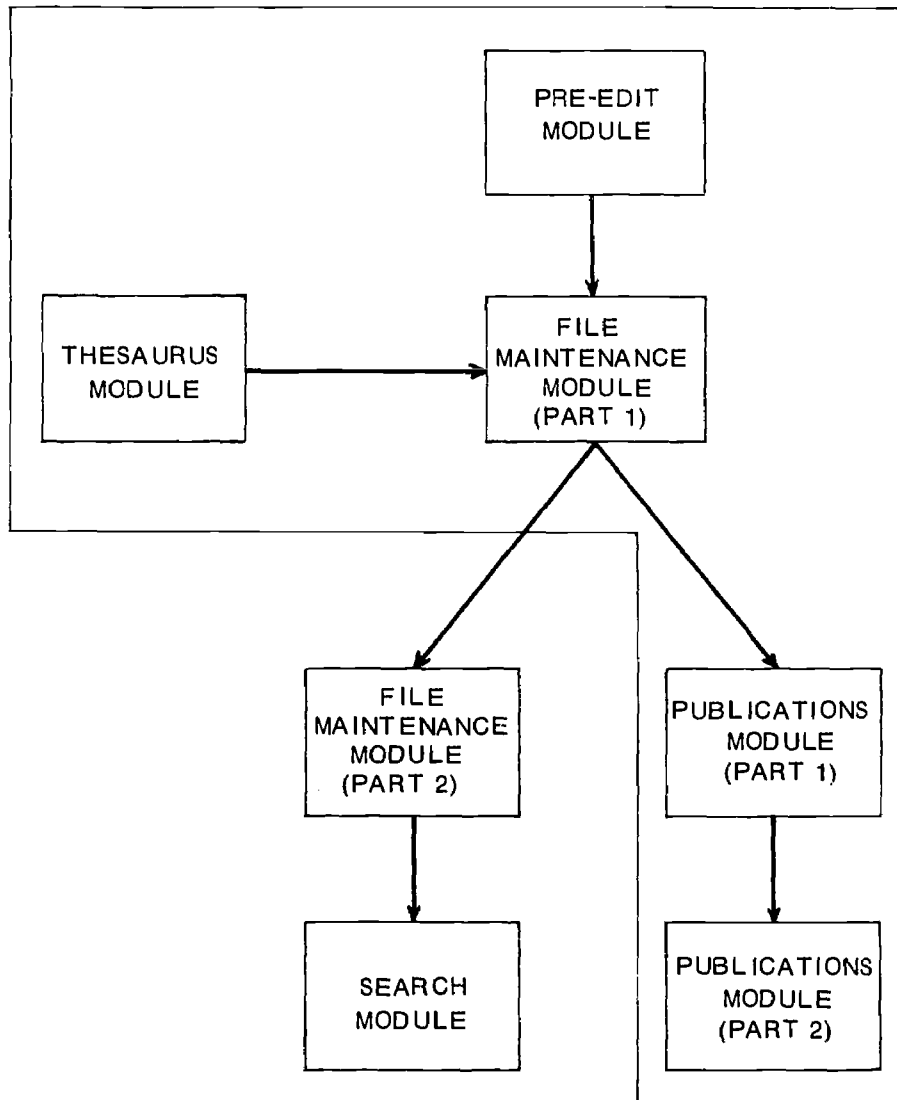 PRE-EDIT
MODULE
THESAURUS
MODULE
FILE
MAINTENANCE
MODULE
(PART 1)
FILE
MAINTENANCE
MODULE
(PART 2)
PUBLICATIONS
MODULE
(PART 1)
SEARCH
MODULE
PUBLICATIONS
MODULE
(PART 2)